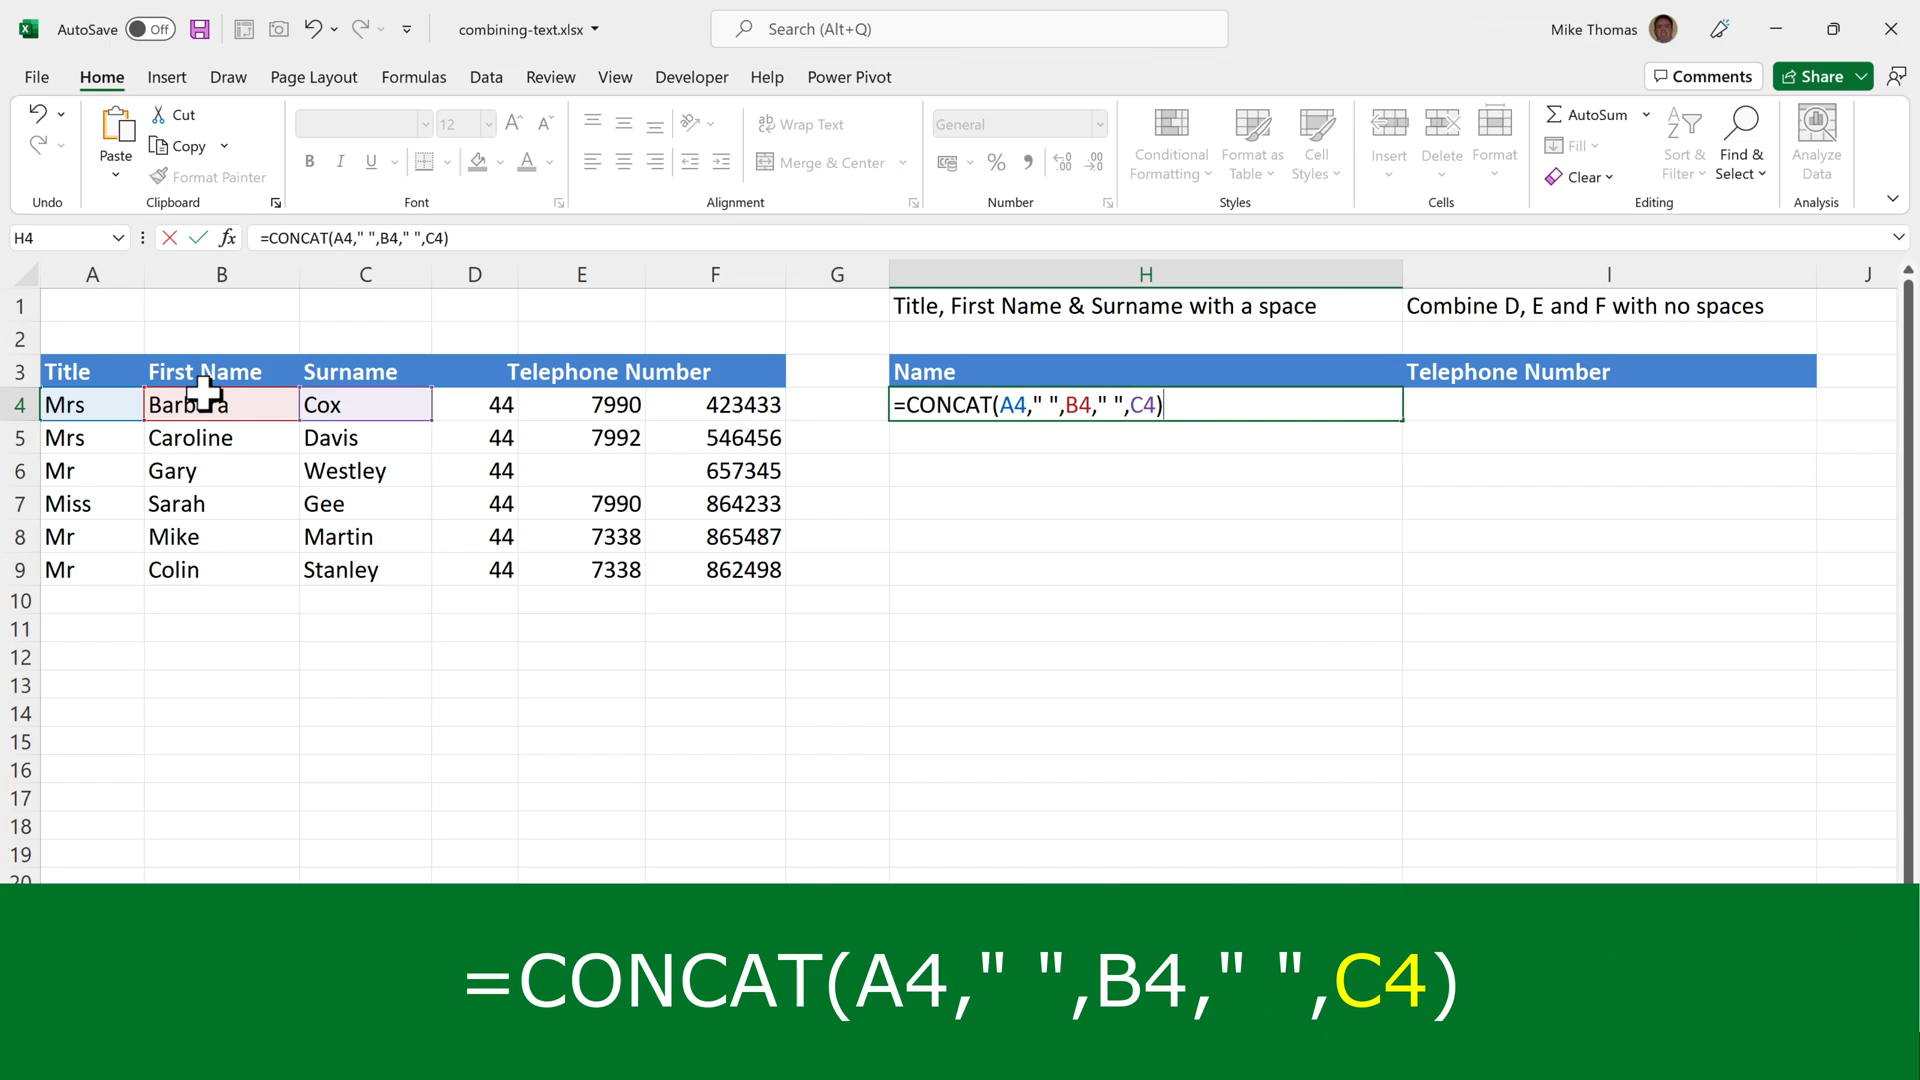 AutoSave Off combining-text.xlsx Search (Alt+Q) Mike Thomas
File Home Insert Draw Page Layout Formulas Data Review View Developer Help Power Pivot Comments Share
Cut
Copy
Format Painter
Paste
12
B I U
Wrap Text
Merge & Center
General
Conditional Formatting
Format as Table
Cell Styles
Insert
Delete
Format
AutoSum
Fill
Clear
Sort & Filter
Find & Select
Analyze Data
Undo Clipboard Font Alignment Number Styles Cells Editing Analysis
H4 fx =CONCAT(A4," ",B4," ",C4)
A B C D E F G H I J
1 Title, First Name & Surname with a space Combine D, E and F with no spaces
2
3 Title First Name Surname Telephone Number Name Telephone Number
4 Mrs Barbara Cox 44 7990 423433 =CONCAT(A4," ",B4," ",C4)
5 Mrs Caroline Davis 44 7992 546456
6 Mr Gary Westley 44 657345
7 Miss Sarah Gee 44 7990 864233
8 Mr Mike Martin 44 7338 865487
9 Mr Colin Stanley 44 7338 862498
10
11
12
13
14
15
16
17
18
19
20
=CONCAT(A4," ",B4," ",C4)